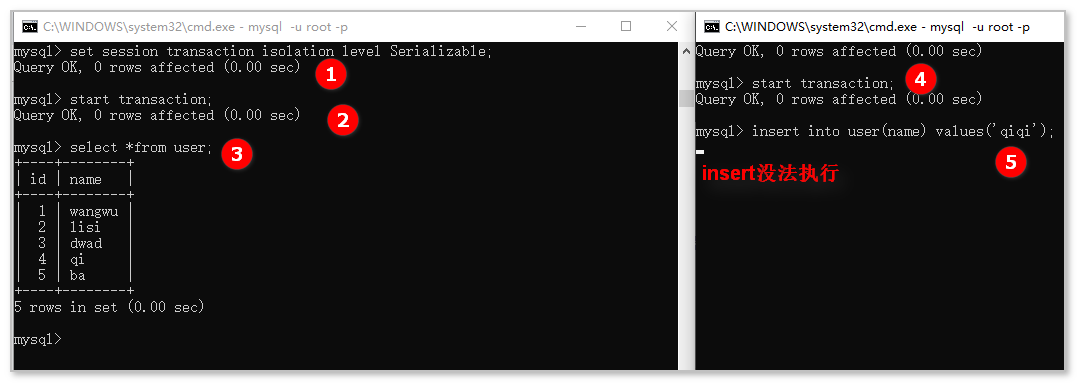 C:\WINDOWS\system32\cmd.exe - mysql  -u root -p
mysql> set session transaction isolation level Serializable;
Query OK, 0 rows affected (0.00 sec)
1
mysql> start transaction;
Query OK, 0 rows affected (0.00 sec)
2
mysql> select *from user;
3
+----+--------+
| id | name   |
+----+--------+
|  1 | wangwu |
|  2 | lisi   |
|  3 | dwad   |
|  4 | qi     |
|  5 | ba     |
+----+--------+
5 rows in set (0.00 sec)
mysql>
C:\WINDOWS\system32\cmd.exe - mysql  -u root -p
Query OK, 0 rows affected (0.00 sec)
4
mysql> start transaction;
Query OK, 0 rows affected (0.00 sec)
mysql> insert into user(name) values('qiqi');
5
insert没法执行